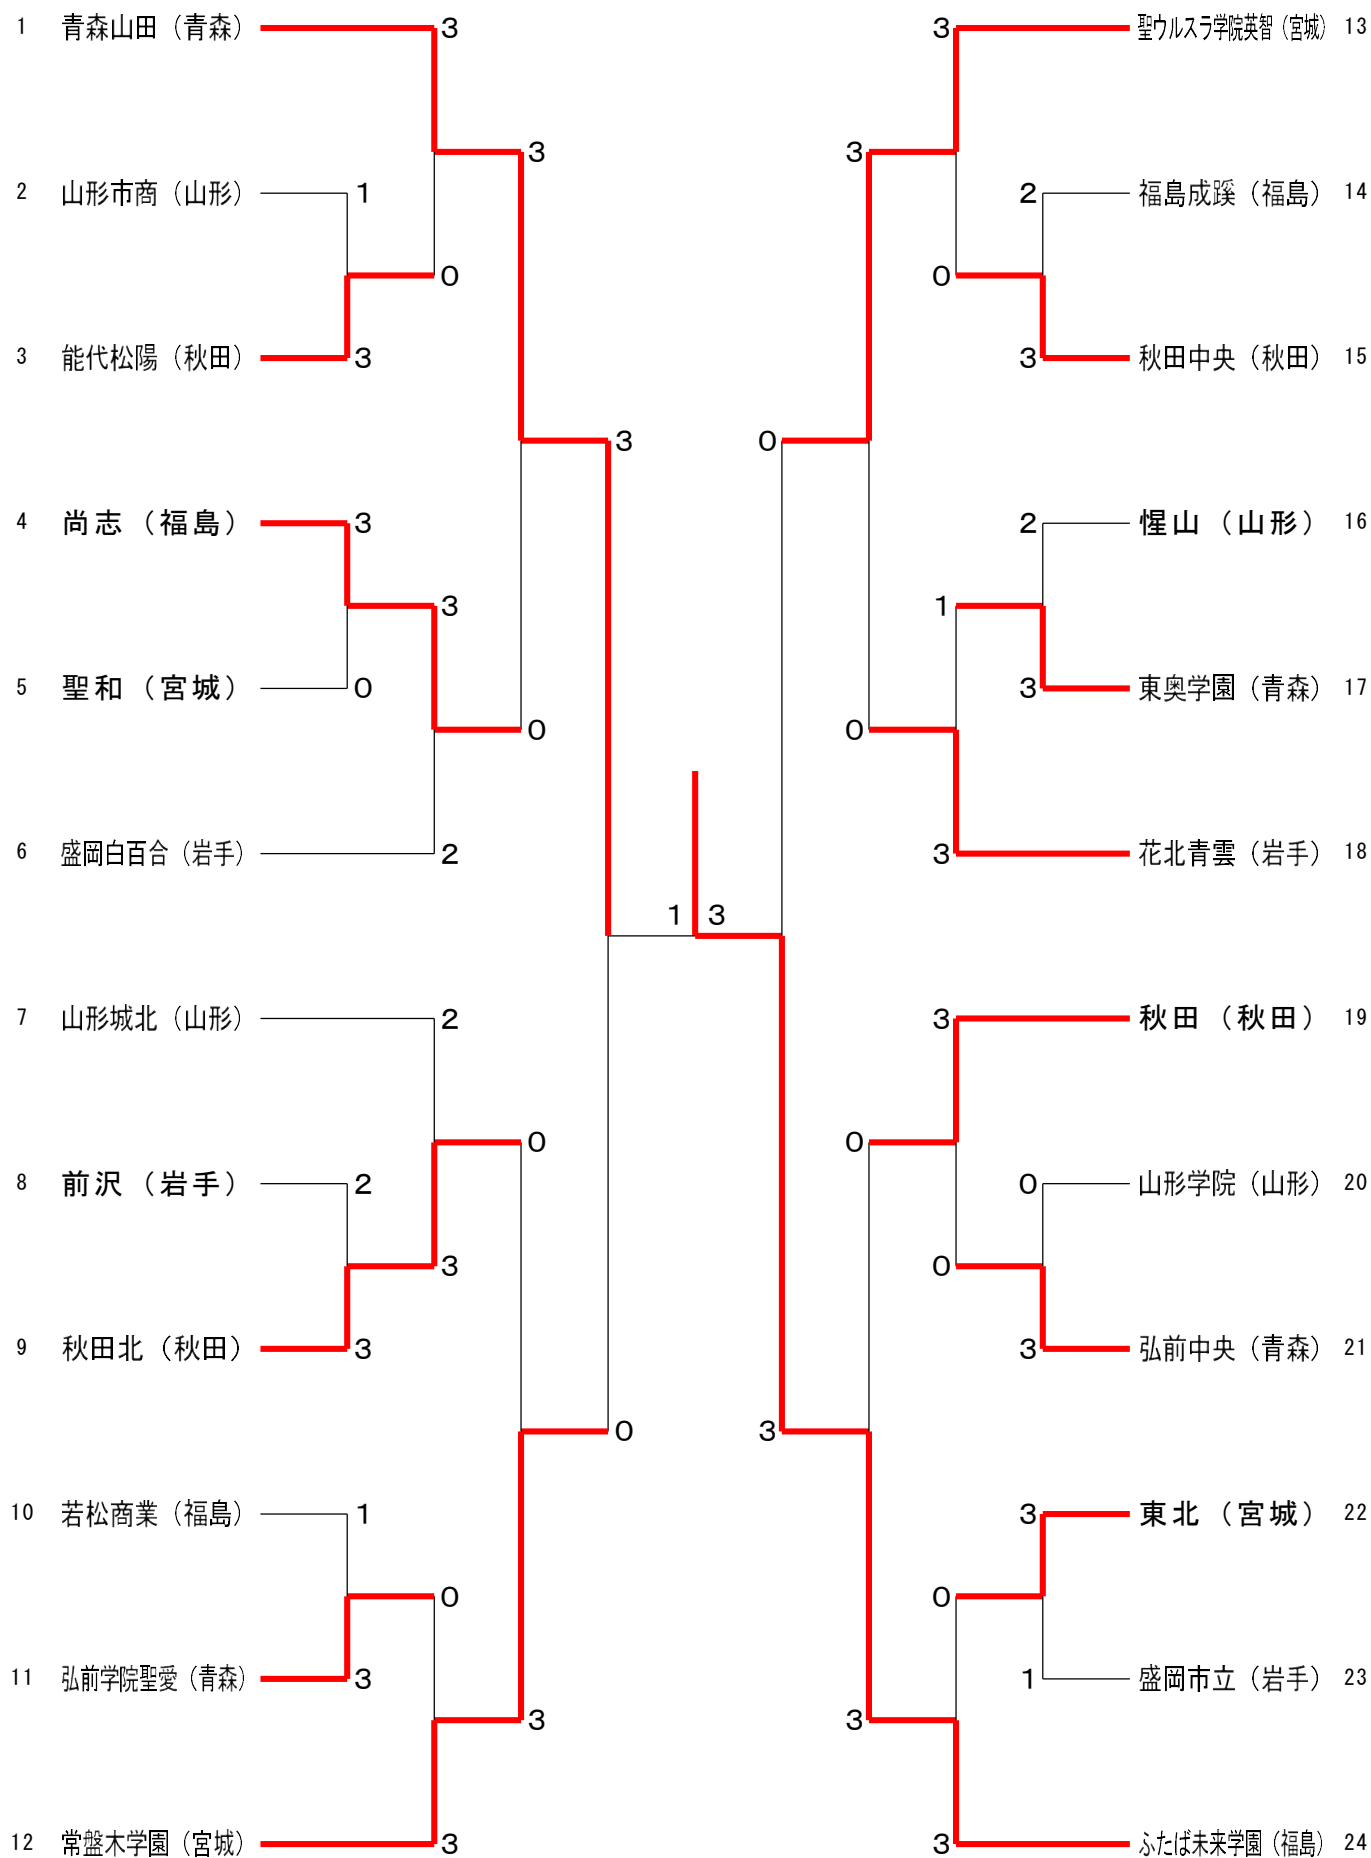 1 青森山田（青森） 3
2 山形市商（山形） 1
3 能代松陽（秋田） 3
4 尚志（福島） 3
5 聖和（宮城） 0
6 盛岡白百合（岩手） 2
7 山形城北（山形） 2
8 前沢（岩手） 2
9 秋田北（秋田） 3
10 若松商業（福島） 1
11 弘前学院聖愛（青森） 3
12 常盤木学園（宮城） 3
0
3
3
0
3
0
0
3
3
0
1 3
3 聖ウルスラ学院英智（宮城） 13
2 福島成蹊（福島） 14
3 秋田中央（秋田） 15
2 惺山（山形） 16
3 東奥学園（青森） 17
3 花北青雲（岩手） 18
3 秋田（秋田） 19
0 山形学院（山形） 20
3 弘前中央（青森） 21
3 東北（宮城） 22
1 盛岡市立（岩手） 23
3 ふたば未来学園（福島） 24
0
1
0
0
3
0
0
3
0
3